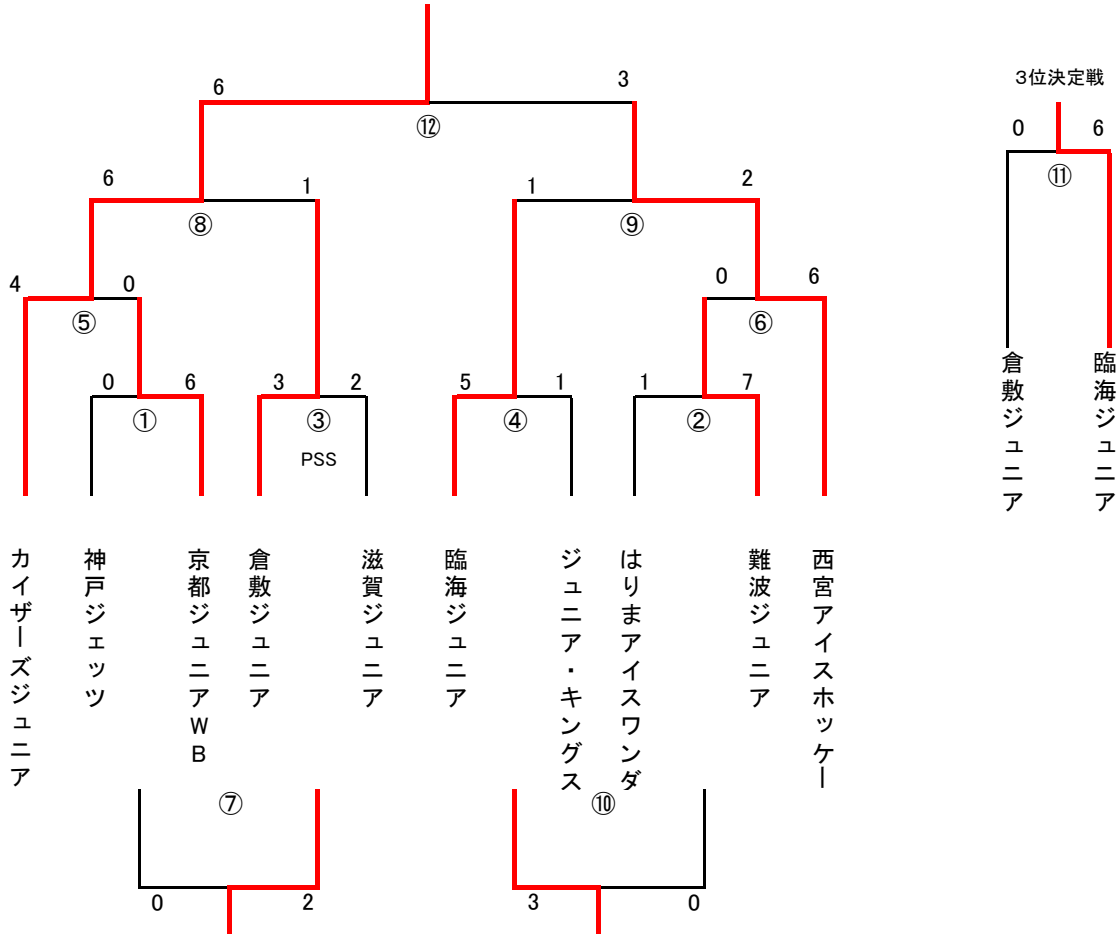 6
3
⑫
6
1
⑧
1
2
⑨
4
0
⑤
0
6
⑥
0
6
①
3
2
③
PSS
5
1
④
1
7
②
カイザーズジュニア
神戸ジェッツ
京都ジュニアWB
倉敷ジュニア
滋賀ジュニア
臨海ジュニア
ジュニア・キングス
はりまアイスワンダ
難波ジュニア
西宮アイスホッケー
⑦
0
2
⑩
3
0
3位決定戦
0
6
⑪
倉敷ジュニア
臨海ジュニア